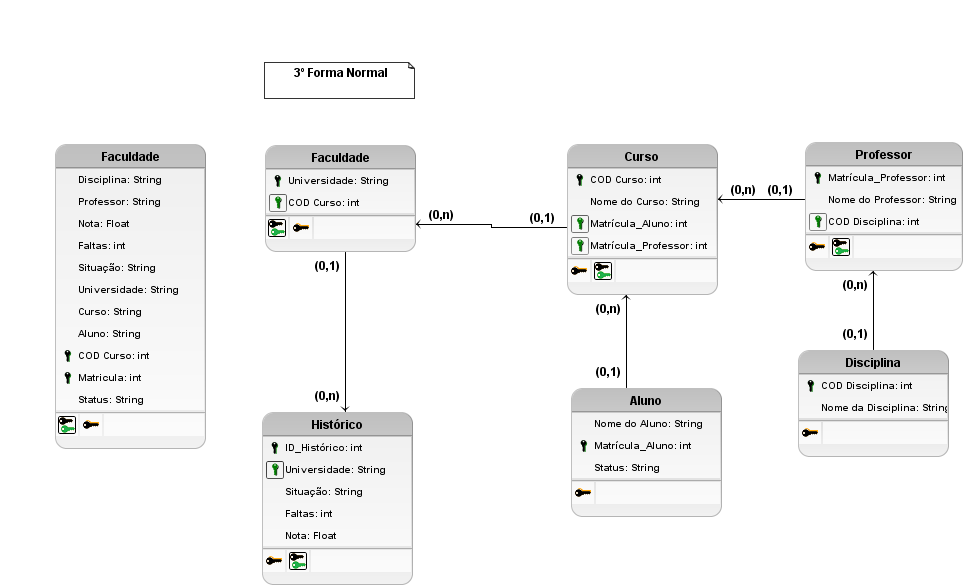 3° Forma Normal
Faculdade
Disciplina: String
Professor: String
Nota: Float
Faltas: int
Situação: String
Universidade: String
Curso: String
Aluno: String
COD Curso: int
Matricula: int
Status: String
Faculdade
Universidade: String
COD Curso: int
(0,n)
(0,1)
(0,1)
(0,n)
Histórico
ID_Histórico: int
Universidade: String
Situação: String
Faltas: int
Nota: Float
Curso
COD Curso: int
Nome do Curso: String
Matrícula_Aluno: int
Matrícula_Professor: int
(0,n)
(0,1)
(0,n)
(0,1)
Aluno
Nome do Aluno: String
Matrícula_Aluno: int
Status: String
Professor
Matrícula_Professor: int
Nome do Professor: String
COD Disciplina: int
(0,n)
(0,1)
Disciplina
COD Disciplina: int
Nome da Disciplina: String